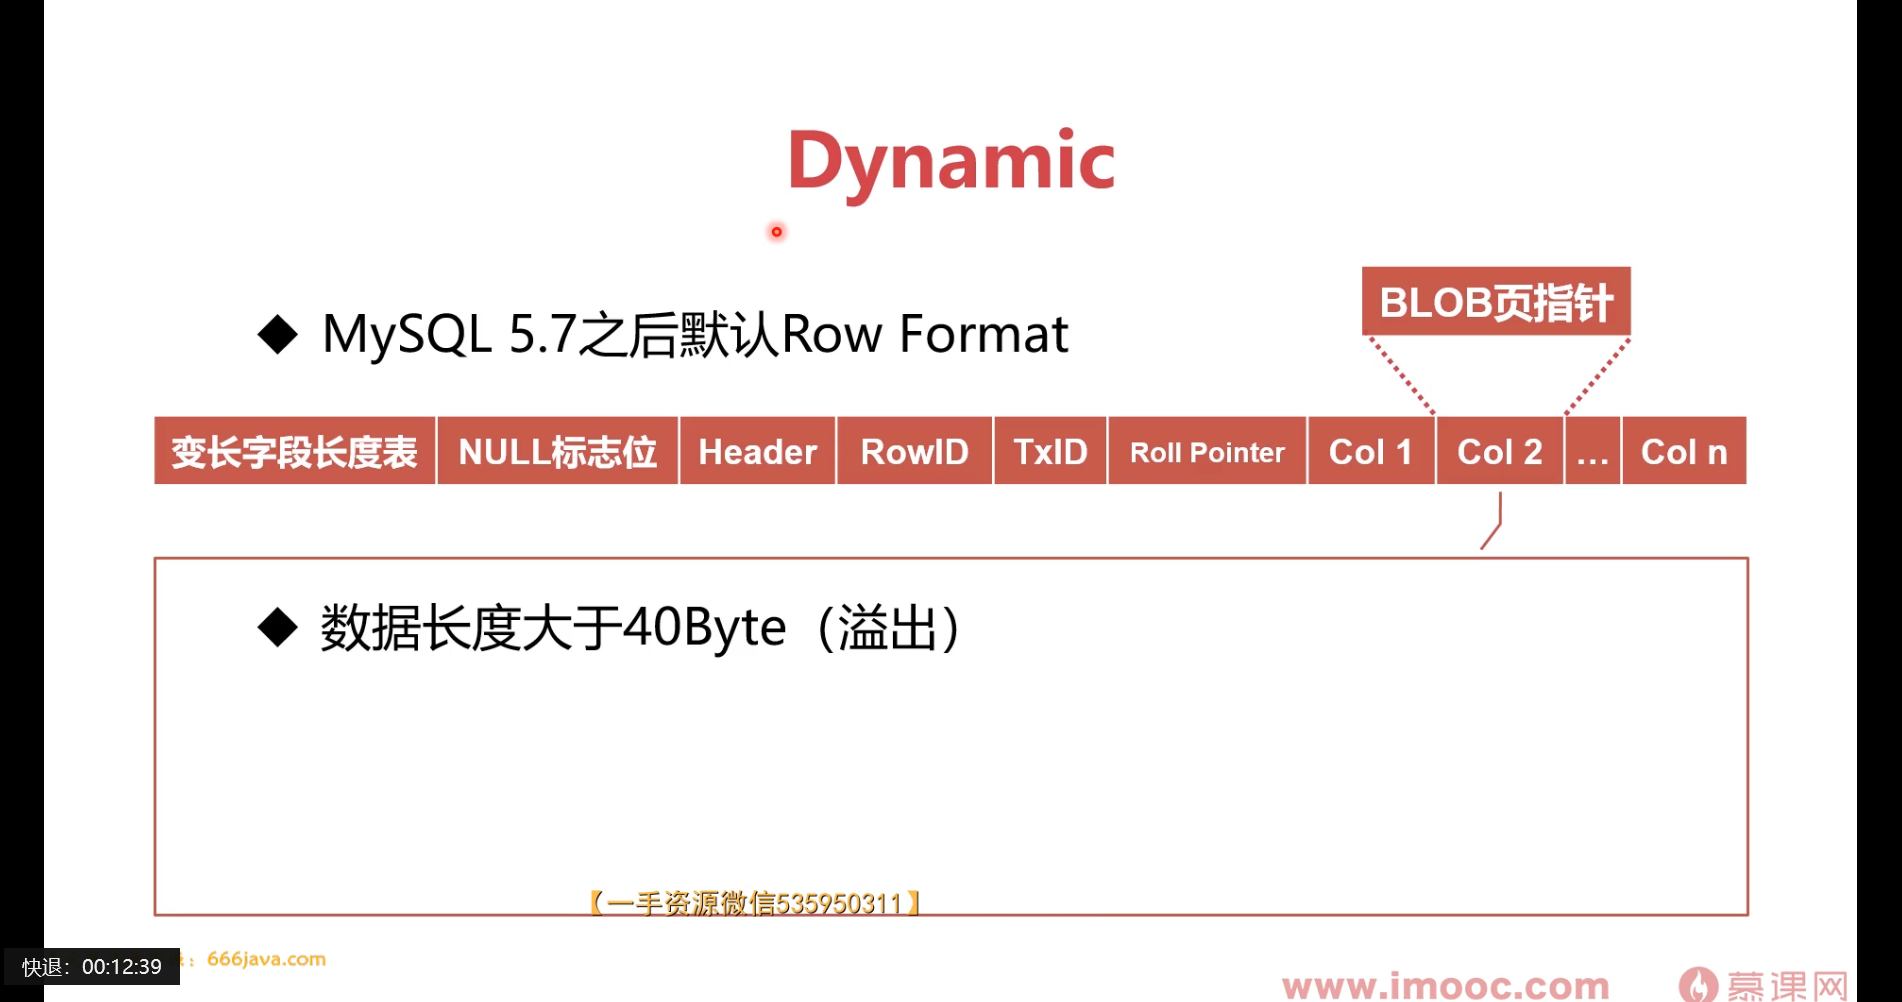 Dynamic
BLOB页指针
◆ MySQL 5.7之后默认Row Format
变长字段长度表 NULL标志位 Header RowID TxID Roll Pointer Col 1 Col 2 … Col n
◆ 数据长度大于40Byte（溢出）
【一手资源微信535950311】
：666java.com
快退：00:12:39
www.imooc.com 慕课网